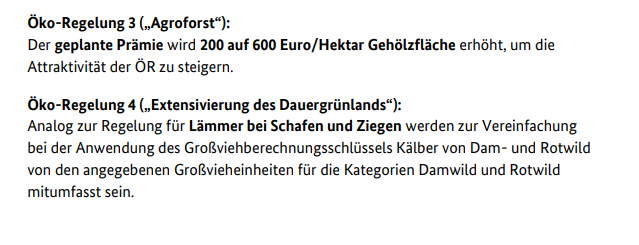 Öko-Regelung 3 („Agroforst“):
Der geplante Prämie wird 200 auf 600 Euro/Hektar Gehölzfläche erhöht, um die
Attraktivität der ÖR zu steigern.
Öko-Regelung 4 („Extensivierung des Dauergrünlands“):
Analog zur Regelung für Lämmer bei Schafen und Ziegen werden zur Vereinfachung
bei der Anwendung des Großviehberechnungsschlüssels Kälber von Dam- und Rotwild
von den angegebenen Großvieheinheiten für die Kategorien Damwild und Rotwild
mitumfasst sein.